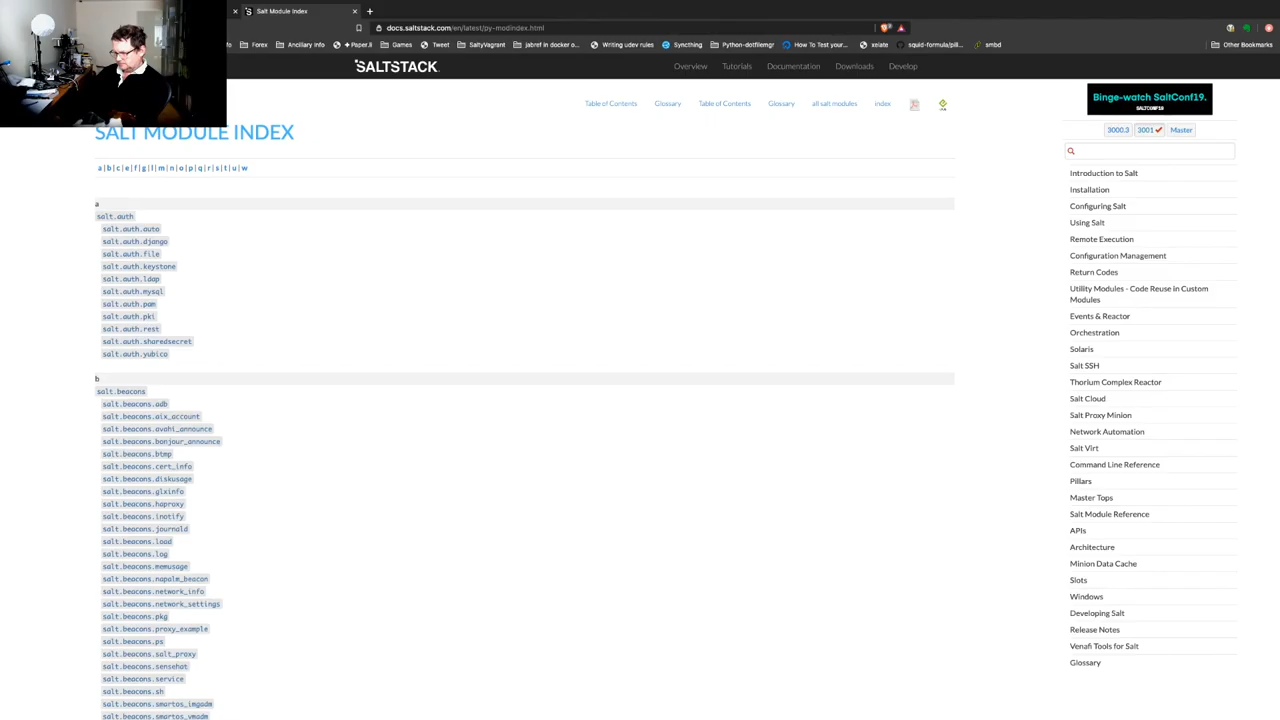 Salt Module Index
docs.saltstack.com/en/latest/py-modindex.html
Forex
Ancillary info
+ Paper.li
Games
Tweet
SaltyVagrant
jabref in docker o...
Writing udev rules
Syncthing
Python-dotfilemgr
How To Test your...
xelate
squid-formula/pill...
smbd
Other Bookmarks
SALTSTACK
Overview
Tutorials
Documentation
Downloads
Develop
Table of Contents
Glossary
Table of Contents
Glossary
all salt modules
index
Binge-watch SaltConf19.
SALTCONF19
3000.3
3001
Master
SALT MODULE INDEX
a | b | c | e | f | g | l | m | n | o | p | q | r | s | t | u | w
a
salt.auth
salt.auth.auto
salt.auth.django
salt.auth.file
salt.auth.keystone
salt.auth.ldap
salt.auth.mysql
salt.auth.pam
salt.auth.pki
salt.auth.rest
salt.auth.sharedsecret
salt.auth.yubico
b
salt.beacons
salt.beacons.adb
salt.beacons.aix_account
salt.beacons.avahi_announce
salt.beacons.bonjour_announce
salt.beacons.btmp
salt.beacons.cert_info
salt.beacons.diskusage
salt.beacons.glxinfo
salt.beacons.haproxy
salt.beacons.inotify
salt.beacons.journald
salt.beacons.load
salt.beacons.log
salt.beacons.memusage
salt.beacons.napalm_beacon
salt.beacons.network_info
salt.beacons.network_settings
salt.beacons.pkg
salt.beacons.proxy_example
salt.beacons.ps
salt.beacons.salt_proxy
salt.beacons.sensehat
salt.beacons.service
salt.beacons.sh
salt.beacons.smartos_imgadm
salt.beacons.smartos_vmadm
Introduction to Salt
Installation
Configuring Salt
Using Salt
Remote Execution
Configuration Management
Return Codes
Utility Modules - Code Reuse in Custom
Modules
Events & Reactor
Orchestration
Solaris
Salt SSH
Thorium Complex Reactor
Salt Cloud
Salt Proxy Minion
Network Automation
Salt Virt
Command Line Reference
Pillars
Master Tops
Salt Module Reference
APIs
Architecture
Minion Data Cache
Slots
Windows
Developing Salt
Release Notes
Venafi Tools for Salt
Glossary